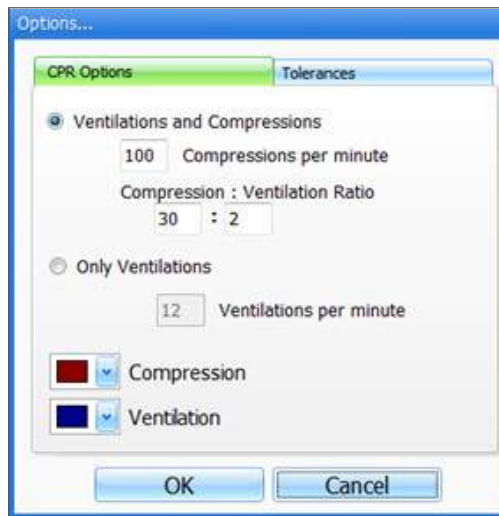 Options...
CPR Options Tolerances
Ventilations and Compressions
100 Compressions per minute
Compression : Ventilation Ratio
30 : 2
Only Ventilations
12 Ventilations per minute
Compression
Ventilation
OK Cancel